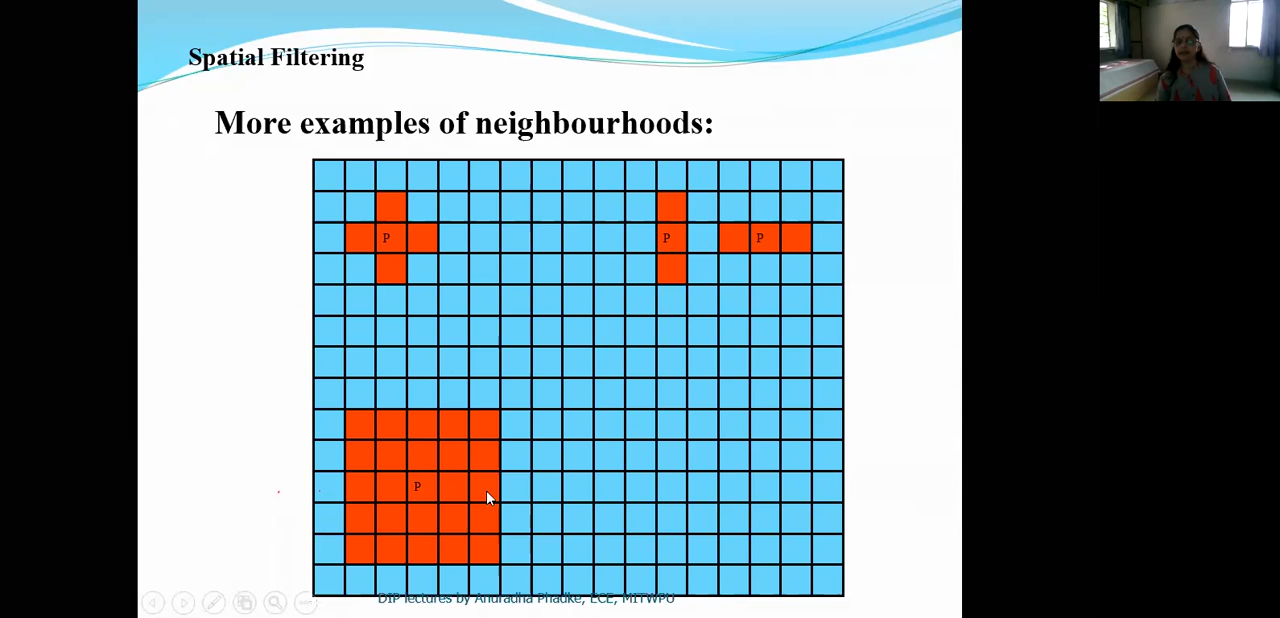 Spatial Filtering
More examples of neighbourhoods:
P
P
P
P
DIP lectures by Anuradha Phadke, ECE, MITWPU